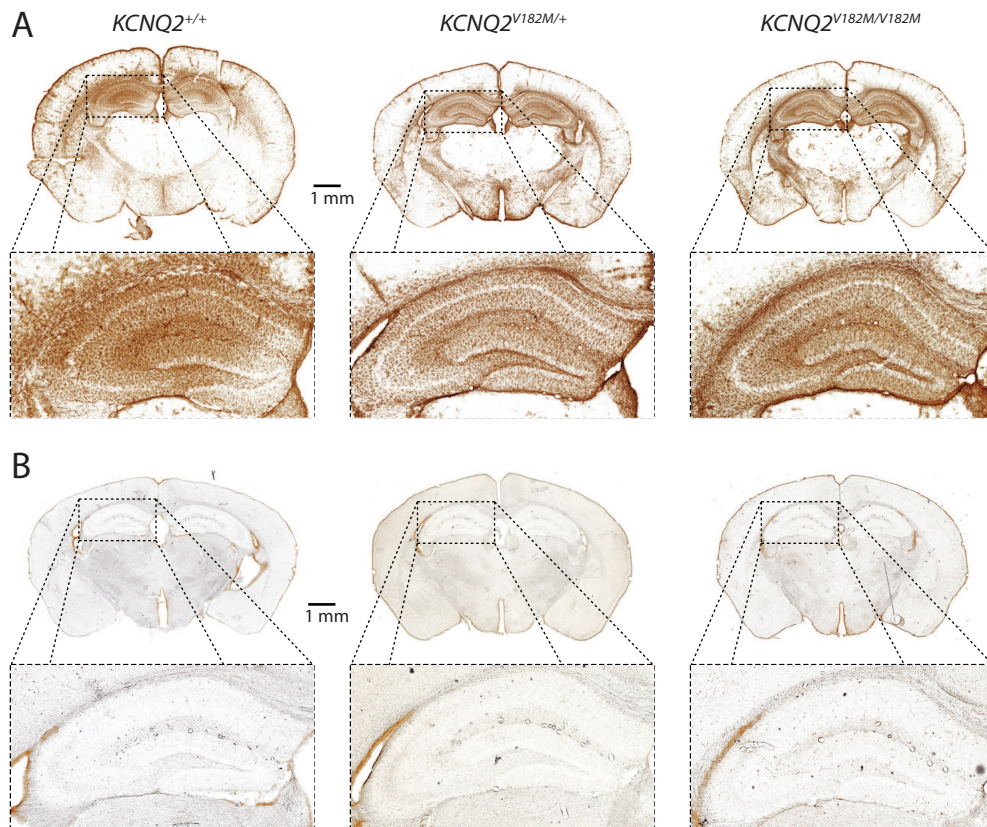 A
KCNQ2+/+
KCNQ2V182M/+
KCNQ2V182M/V182M
1 mm
B
1 mm